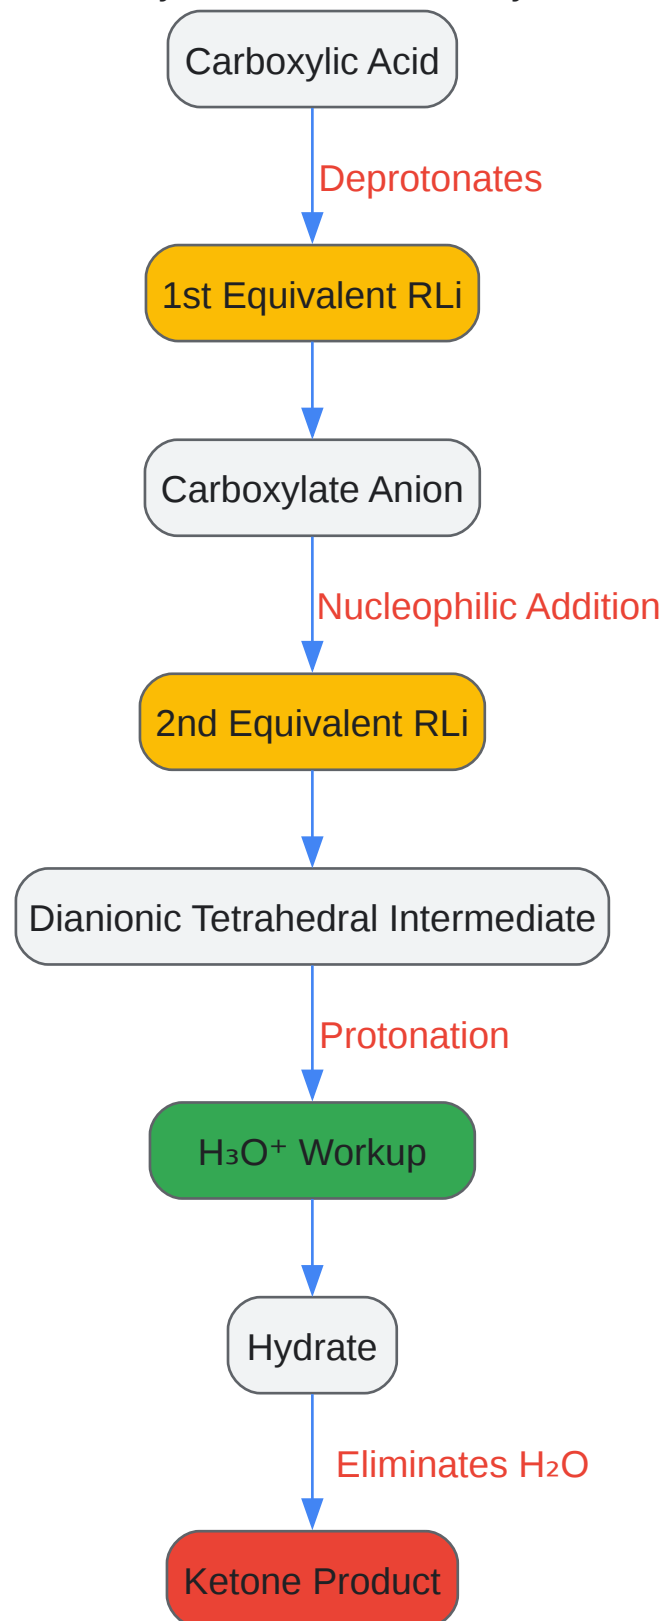 Carboxylic Acid
Deprotonates
1st Equivalent RLi
Carboxylate Anion
Nucleophilic Addition
2nd Equivalent RLi
Dianionic Tetrahedral Intermediate
Protonation
H₃O⁺ Workup
Hydrate
Eliminates H₂O
Ketone Product